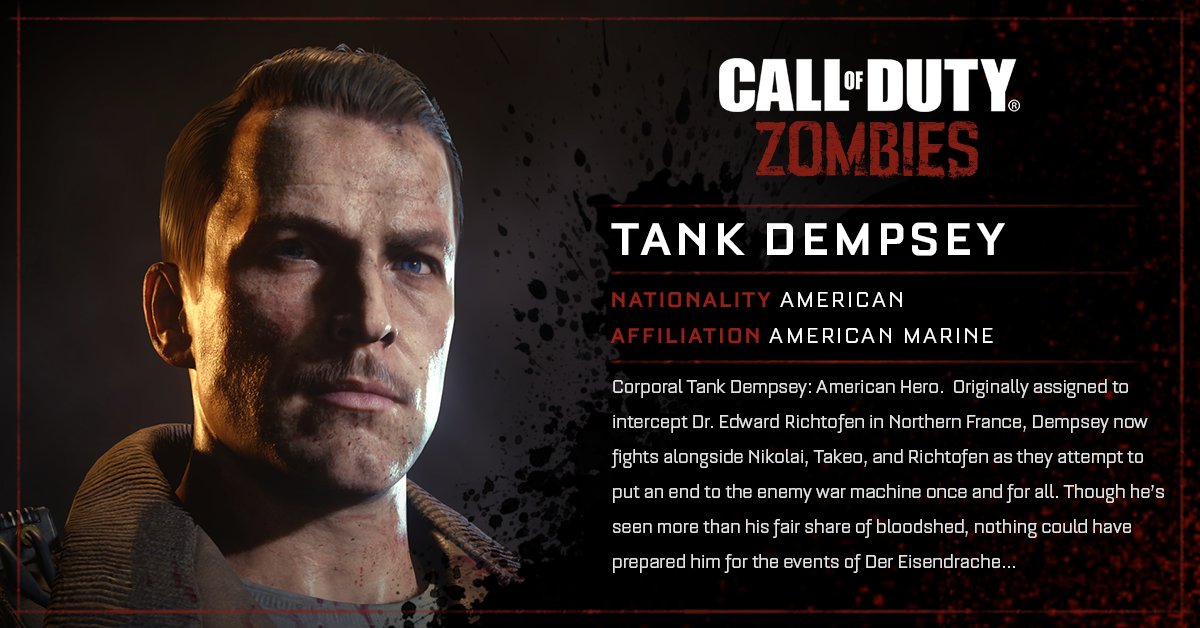 CALL OF DUTY®
ZOMBIES
TANK DEMPSEY
NATIONALITY AMERICAN
AFFILIATION AMERICAN MARINE
Corporal Tank Dempsey: American Hero.  Originally assigned to
intercept Dr. Edward Richtofen in Northern France, Dempsey now
fights alongside Nikolai, Takeo, and Richtofen as they attempt to
put an end to the enemy war machine once and for all. Though he's
seen more than his fair share of bloodshed, nothing could have
prepared him for the events of Der Eisendrache...